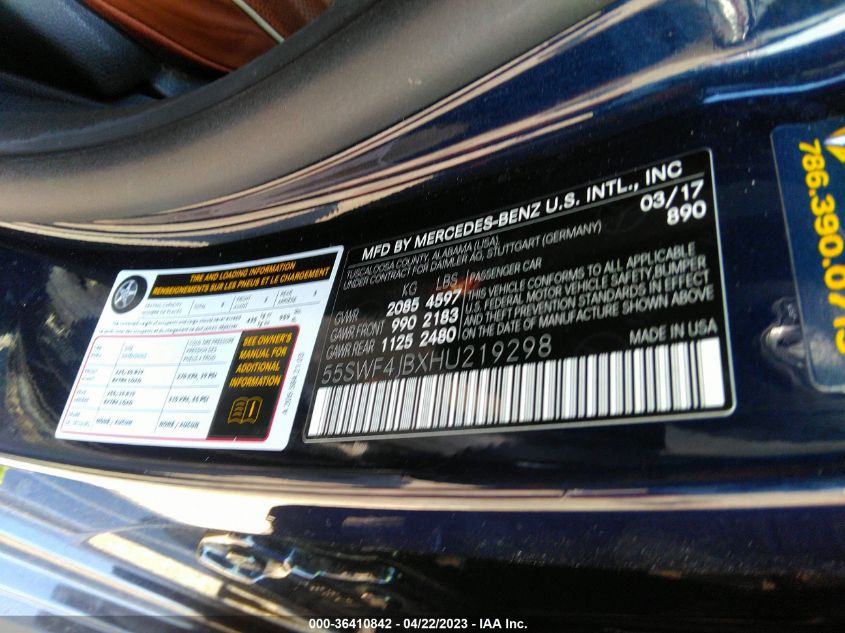 MFD BY MERCEDES-BENZ U.S. INTL., INC
TUSCALOOSA COUNTY, ALABAMA (USA)
UNDER CONTRACT FOR DAIMLER AG, STUTTGART (GERMANY)
03/17
890
KG LBS
GVWR 2085 4597
GAWR FRONT 990 2183
GAWR REAR 1125 2480
PASSENGER CAR
THIS VEHICLE CONFORMS TO ALL APPLICABLE
U.S. FEDERAL MOTOR VEHICLE SAFETY, BUMPER
AND THEFT PREVENTION STANDARDS IN EFFECT
ON THE DATE OF MANUFACTURE SHOWN ABOVE
MADE IN USA
55SWF4JBXHU219298
TIRE AND LOADING INFORMATION
RENSEIGNEMENTS SUR LES PNEUS ET LE CHARGEMENT
SEE OWNER'S
MANUAL FOR
ADDITIONAL
INFORMATION
786.390.0715
000-36410842 - 04/22/2023 - IAA Inc.